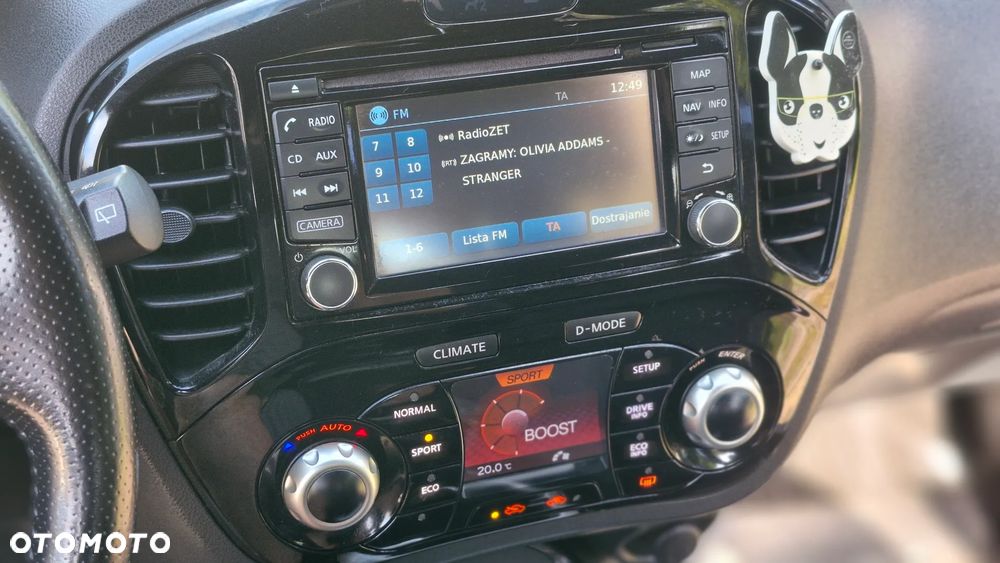 MAP
TA 12:49
RADIO
FM
NAV INFO
7 8
RadioZET
SETUP
CD AUX
ZAGRAMY: OLIVIA ADDAMS -
9 10
STRANGER
11 12
CAMERA
VOL
1-6 Lista FM TA Dostrajanie
D-MODE
CLIMATE
PUSH ENTER
SPORT SETUP
NORMAL
DRIVE
INFO
PUSH AUTO
BOOST
SPORT
ECO
INFO
20.0 °C
ECO
OTOMOTO